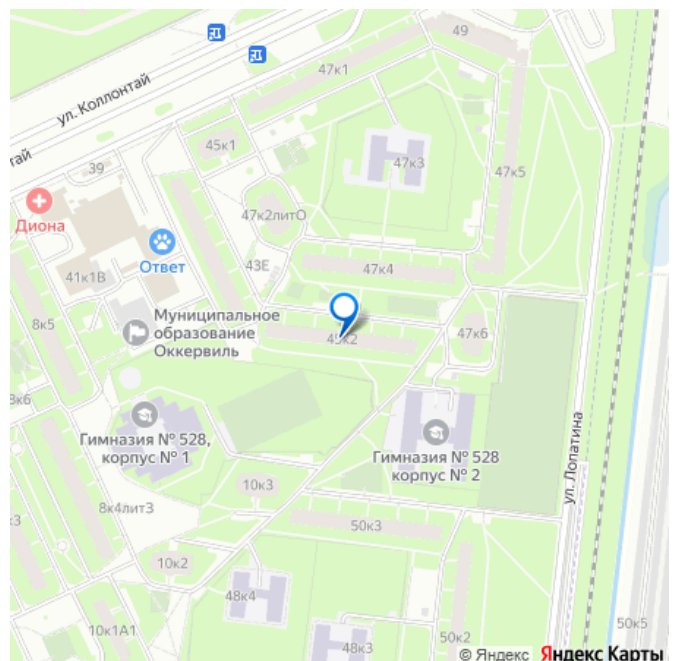 49
47к1
ул. Коллонтай
45к1
тай
47к3
39
47к5
Диона
47к2литО
Ответ
43Е
47к4
41к1В
Муниципальное
образование
Оккервиль
8к5
45к2
47к6
8к6
Гимназия № 528,
корпус № 1
ул. Лопатина
Гимназия № 528
корпус № 2
10к3
8к4литЗ
к3
50к3
10к2
48к4
50к5
10к1А1
50к2
48к3
© Яндекс Яндекс Карты